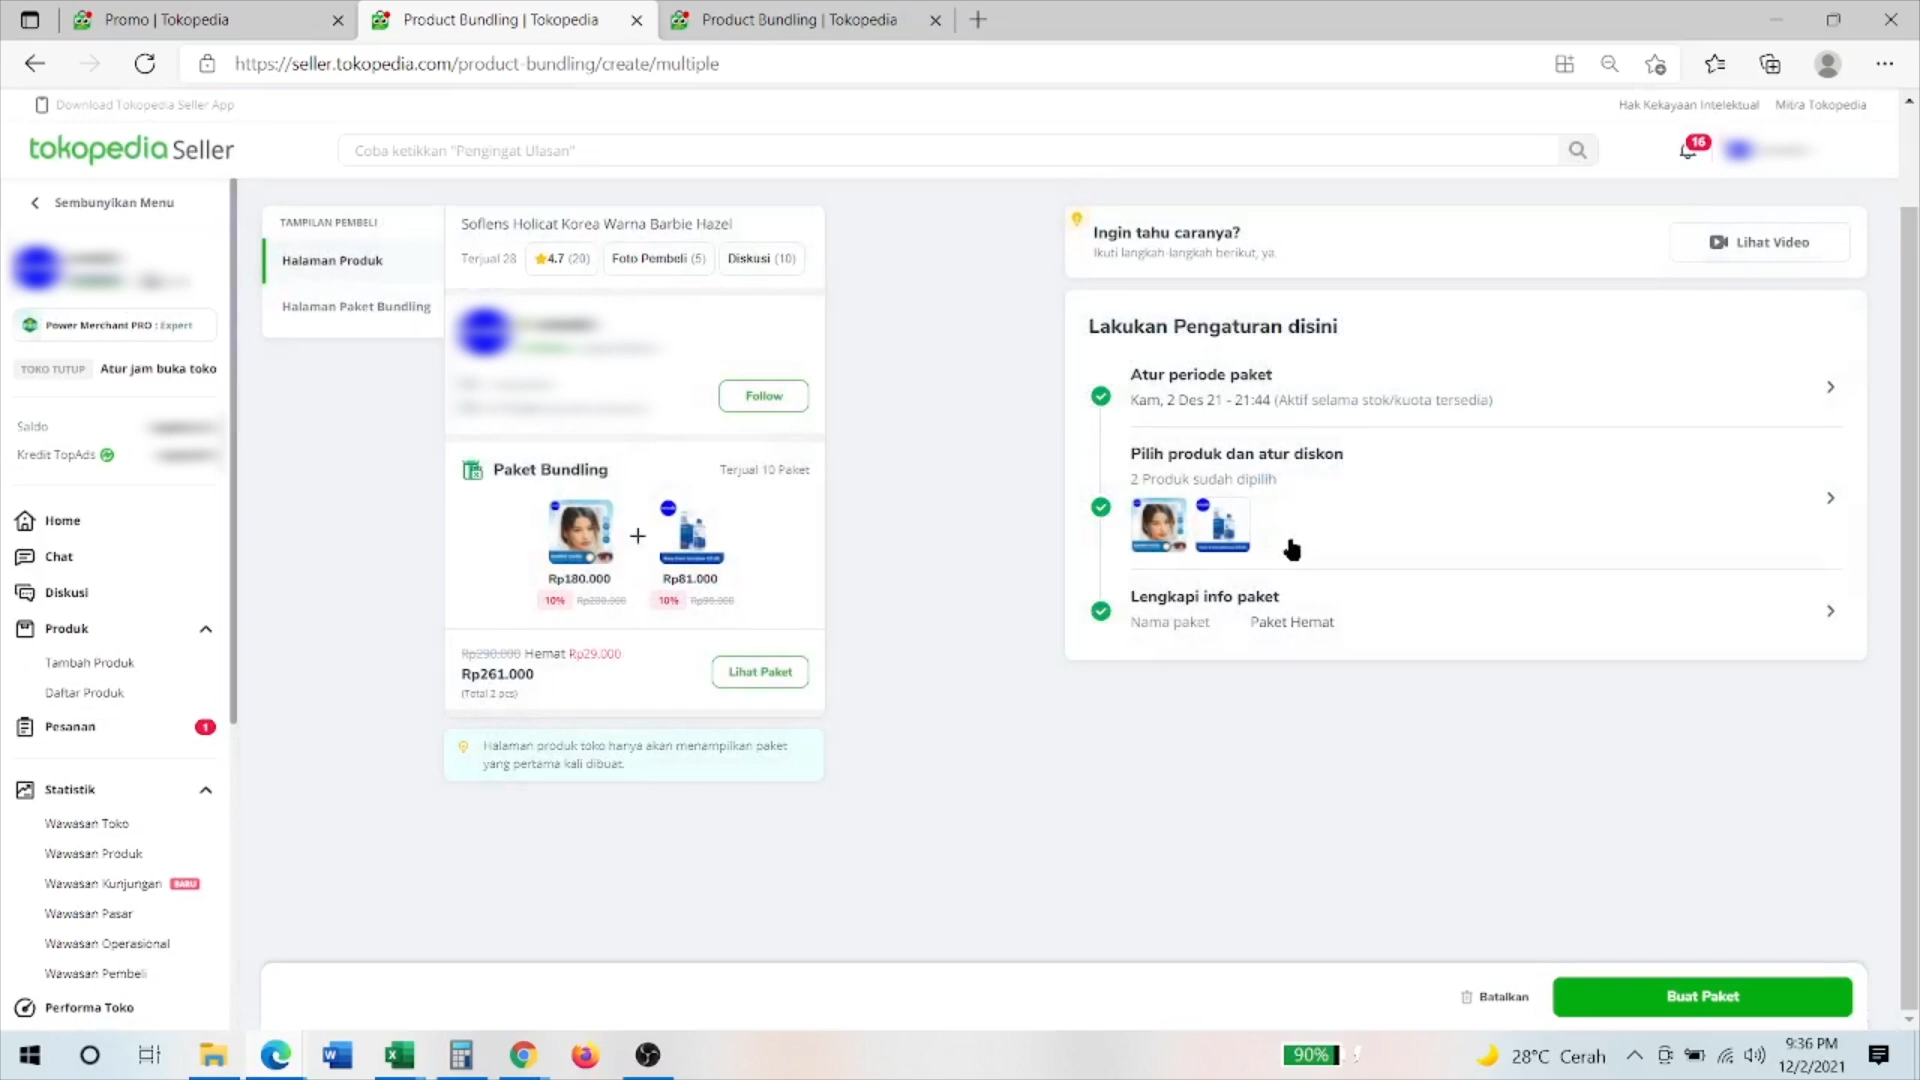 Promo | Tokopedia
Product Bundling | Tokopedia
Product Bundling | Tokopedia
https://seller.tokopedia.com/product-bundling/create/multiple
Download Tokopedia Seller App
Hak Kekayaan Intelektual
Mitra Tokopedia
tokopedia Seller
Coba ketikkan "Pengingat Ulasan"
16
Sembunyikan Menu
Power Merchant PRO : Expert
TOKO TUTUP
Atur jam buka toko
Saldo
Kredit TopAds
Home
Chat
Diskusi
Produk
Tambah Produk
Daftar Produk
Pesanan
1
Statistik
Wawasan Toko
Wawasan Produk
Wawasan Kunjungan
BARU
Wawasan Pasar
Wawasan Operasional
Wawasan Pembeli
Performa Toko
TAMPILAN PEMBELI
Halaman Produk
Halaman Paket Bundling
Soflens Holicat Korea Warna Barbie Hazel
Terjual 28
4.7 (20)
Foto Pembeli (5)
Diskusi (10)
Follow
Paket Bundling
Terjual 10 Paket
+
Rp180.000
Rp81.000
10% Rp200.000
10% Rp90.000
Rp290.000 Hemat Rp29.000
Rp261.000
(Total 2 pcs)
Lihat Paket
Halaman produk toko hanya akan menampilkan paket
yang pertama kali dibuat.
Ingin tahu caranya?
Ikuti langkah-langkah berikut, ya.
Lihat Video
Lakukan Pengaturan disini
Atur periode paket
Kam, 2 Des 21 - 21:44 (Aktif selama stok/kuota tersedia)
Pilih produk dan atur diskon
2 Produk sudah dipilih
Lengkapi info paket
Nama paket
Paket Hemat
Batalkan
Buat Paket
90%
28°C Cerah
9:36 PM
12/2/2021